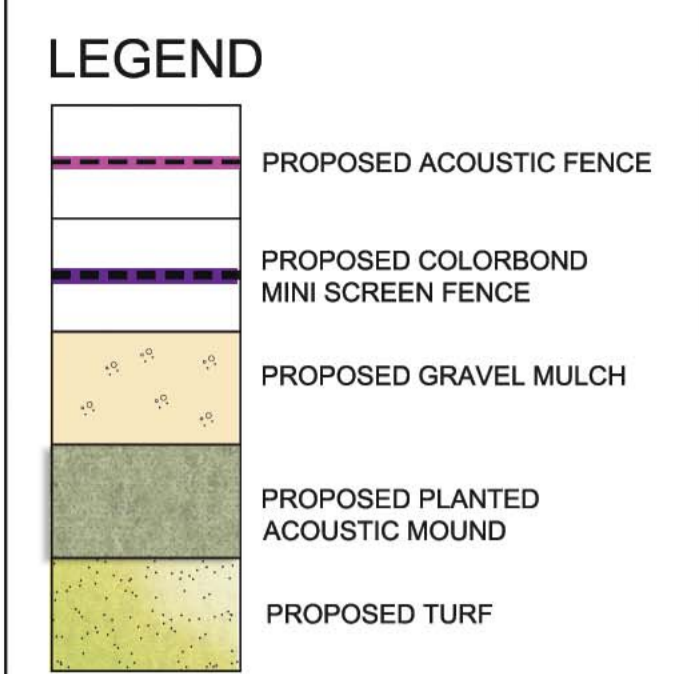 LEGEND
PROPOSED ACOUSTIC FENCE
PROPOSED COLORBOND
MINI SCREEN FENCE
PROPOSED GRAVEL MULCH
PROPOSED PLANTED
ACOUSTIC MOUND
PROPOSED TURF